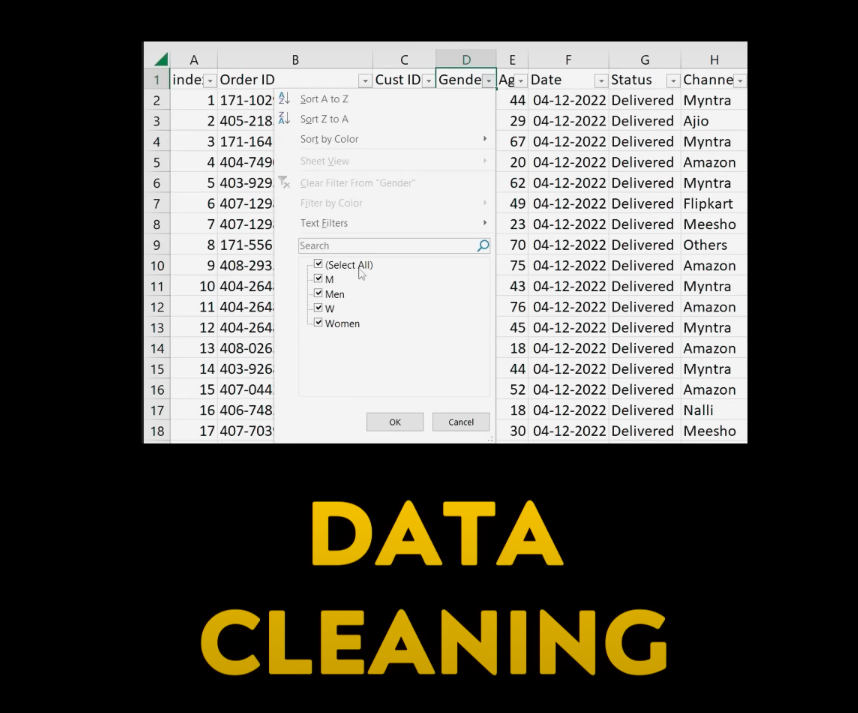 A B C D E F G H
1 inde Order ID Cust ID Gende Ag Date Status Channe
2 1 171-102 44 04-12-2022 Delivered Myntra
3 2 405-218 29 04-12-2022 Delivered Ajio
4 3 171-164 67 04-12-2022 Delivered Myntra
5 4 404-749 20 04-12-2022 Delivered Amazon
6 5 403-929 62 04-12-2022 Delivered Myntra
7 6 407-129 49 04-12-2022 Delivered Flipkart
8 7 407-129 23 04-12-2022 Delivered Meesho
9 8 171-556 70 04-12-2022 Delivered Others
10 9 408-293 75 04-12-2022 Delivered Amazon
11 10 404-264 43 04-12-2022 Delivered Myntra
12 11 404-264 76 04-12-2022 Delivered Amazon
13 12 404-264 45 04-12-2022 Delivered Myntra
14 13 408-026 18 04-12-2022 Delivered Amazon
15 14 403-926 44 04-12-2022 Delivered Myntra
16 15 407-044 52 04-12-2022 Delivered Amazon
17 16 406-748 18 04-12-2022 Delivered Nalli
18 17 407-703 30 04-12-2022 Delivered Meesho
Sort A to Z
Sort Z to A
Sort by Color
Sheet View
Clear Filter From "Gender"
Filter by Color
Text Filters
Search
(Select All)
M
Men
W
Women
OK Cancel
DATA
CLEANING